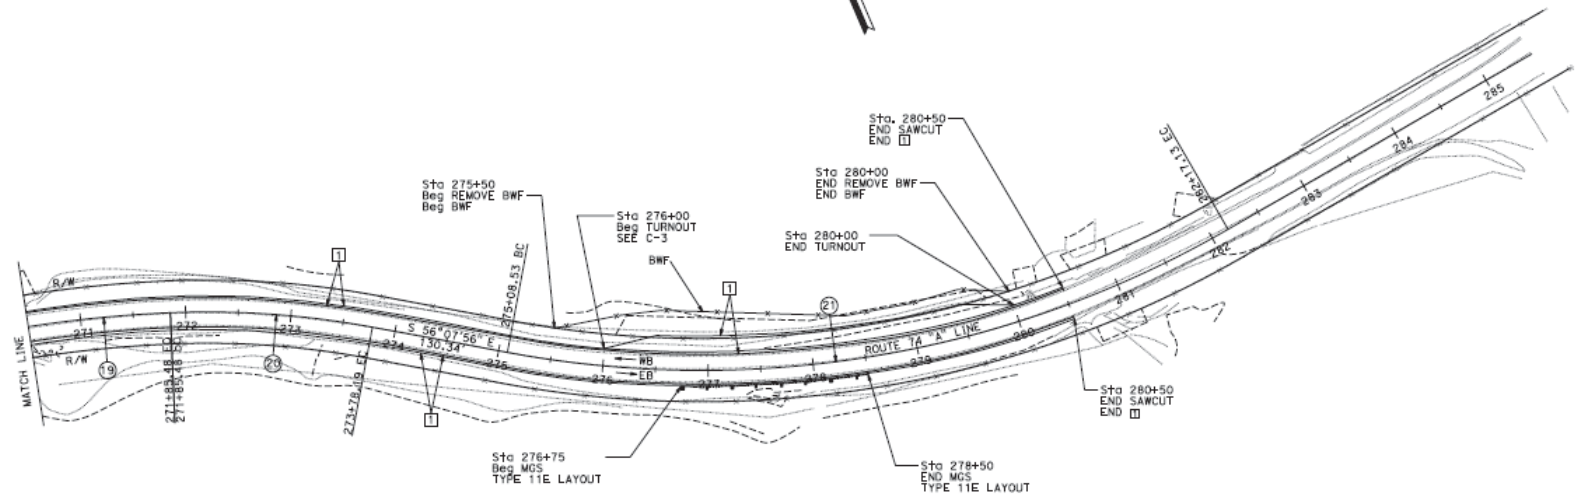 Sta. 280+50
END SAWCUT
END 1
Sta 280+00
END REMOVE BWF
END BWF
Sta 275+50
Beg REMOVE BWF
Beg BWF
Sta 276+00
Beg TURNOUT
SEE C-3
Sta 280+00
END TURNOUT
BWF
282+17.13 EC
285
284
283
282
281
280
279
278
277
276
275
274
273
272
271
R/W
R/W
1
1
1
21
20
19
275+08.53 BC
S 56°07'56" E
130.34'
WB
EB
ROUTE 74 "A" LINE
MATCH LINE
271+85.48 EC
273+78.19 EC
Sta 280+50
END SAWCUT
END 1
Sta 276+75
Beg MGS
TYPE 11E LAYOUT
Sta 278+50
END MGS
TYPE 11E LAYOUT